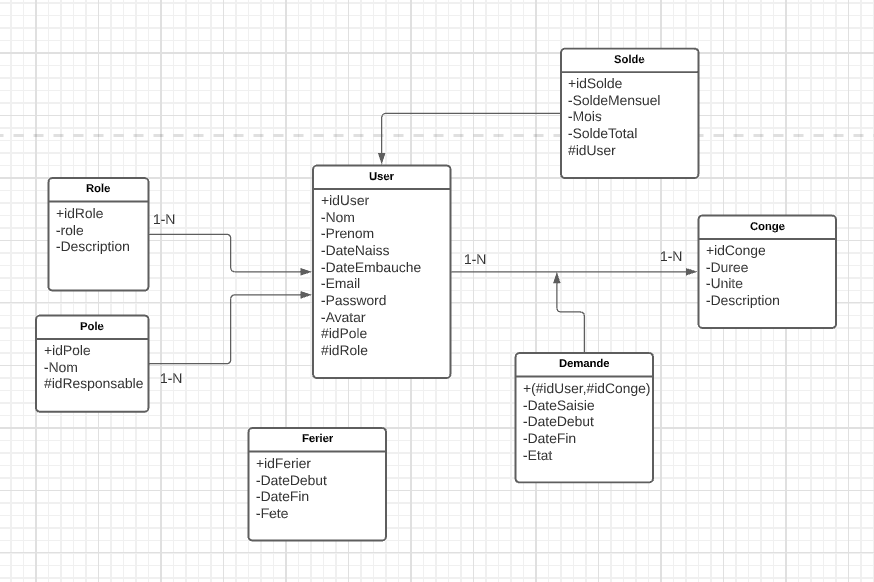 Solde
+idSolde
-SoldeMensuel
-Mois
-SoldeTotal
#idUser
Role
+idRole
-role
-Description
1-N
User
+idUser
-Nom
-Prenom
-DateNaiss
-DateEmbauche
-Email
-Password
-Avatar
#idPole
#idRole
1-N
1-N
Conge
+idConge
-Duree
-Unite
-Description
Pole
+idPole
-Nom
#idResponsable
1-N
Demande
+(#idUser,#idConge)
-DateSaisie
-DateDebut
-DateFin
-Etat
Ferier
+idFerier
-DateDebut
-DateFin
-Fete